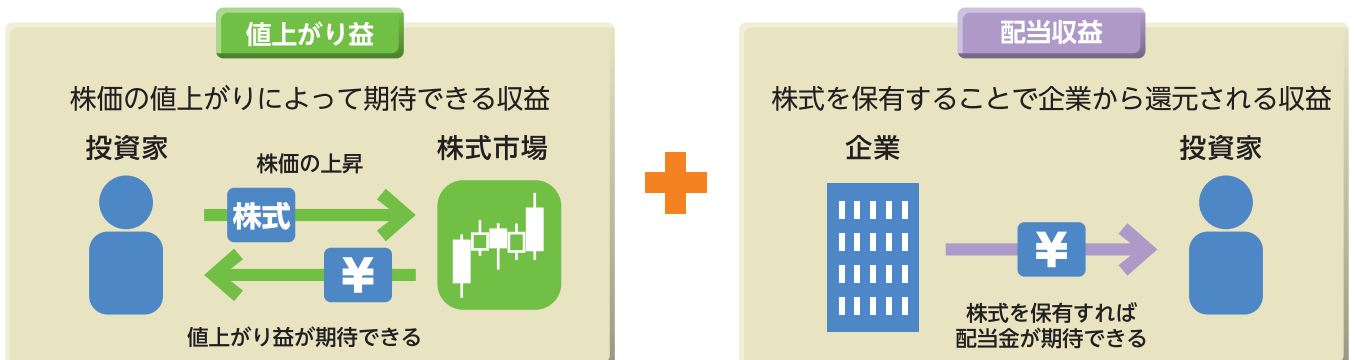 値上がり益
株価の値上がりによって期待できる収益
投資家
株価の上昇
株式市場
株式
¥
値上がり益が期待できる
配当収益
株式を保有することで企業から還元される収益
企業
投資家
¥
株式を保有すれば
配当金が期待できる